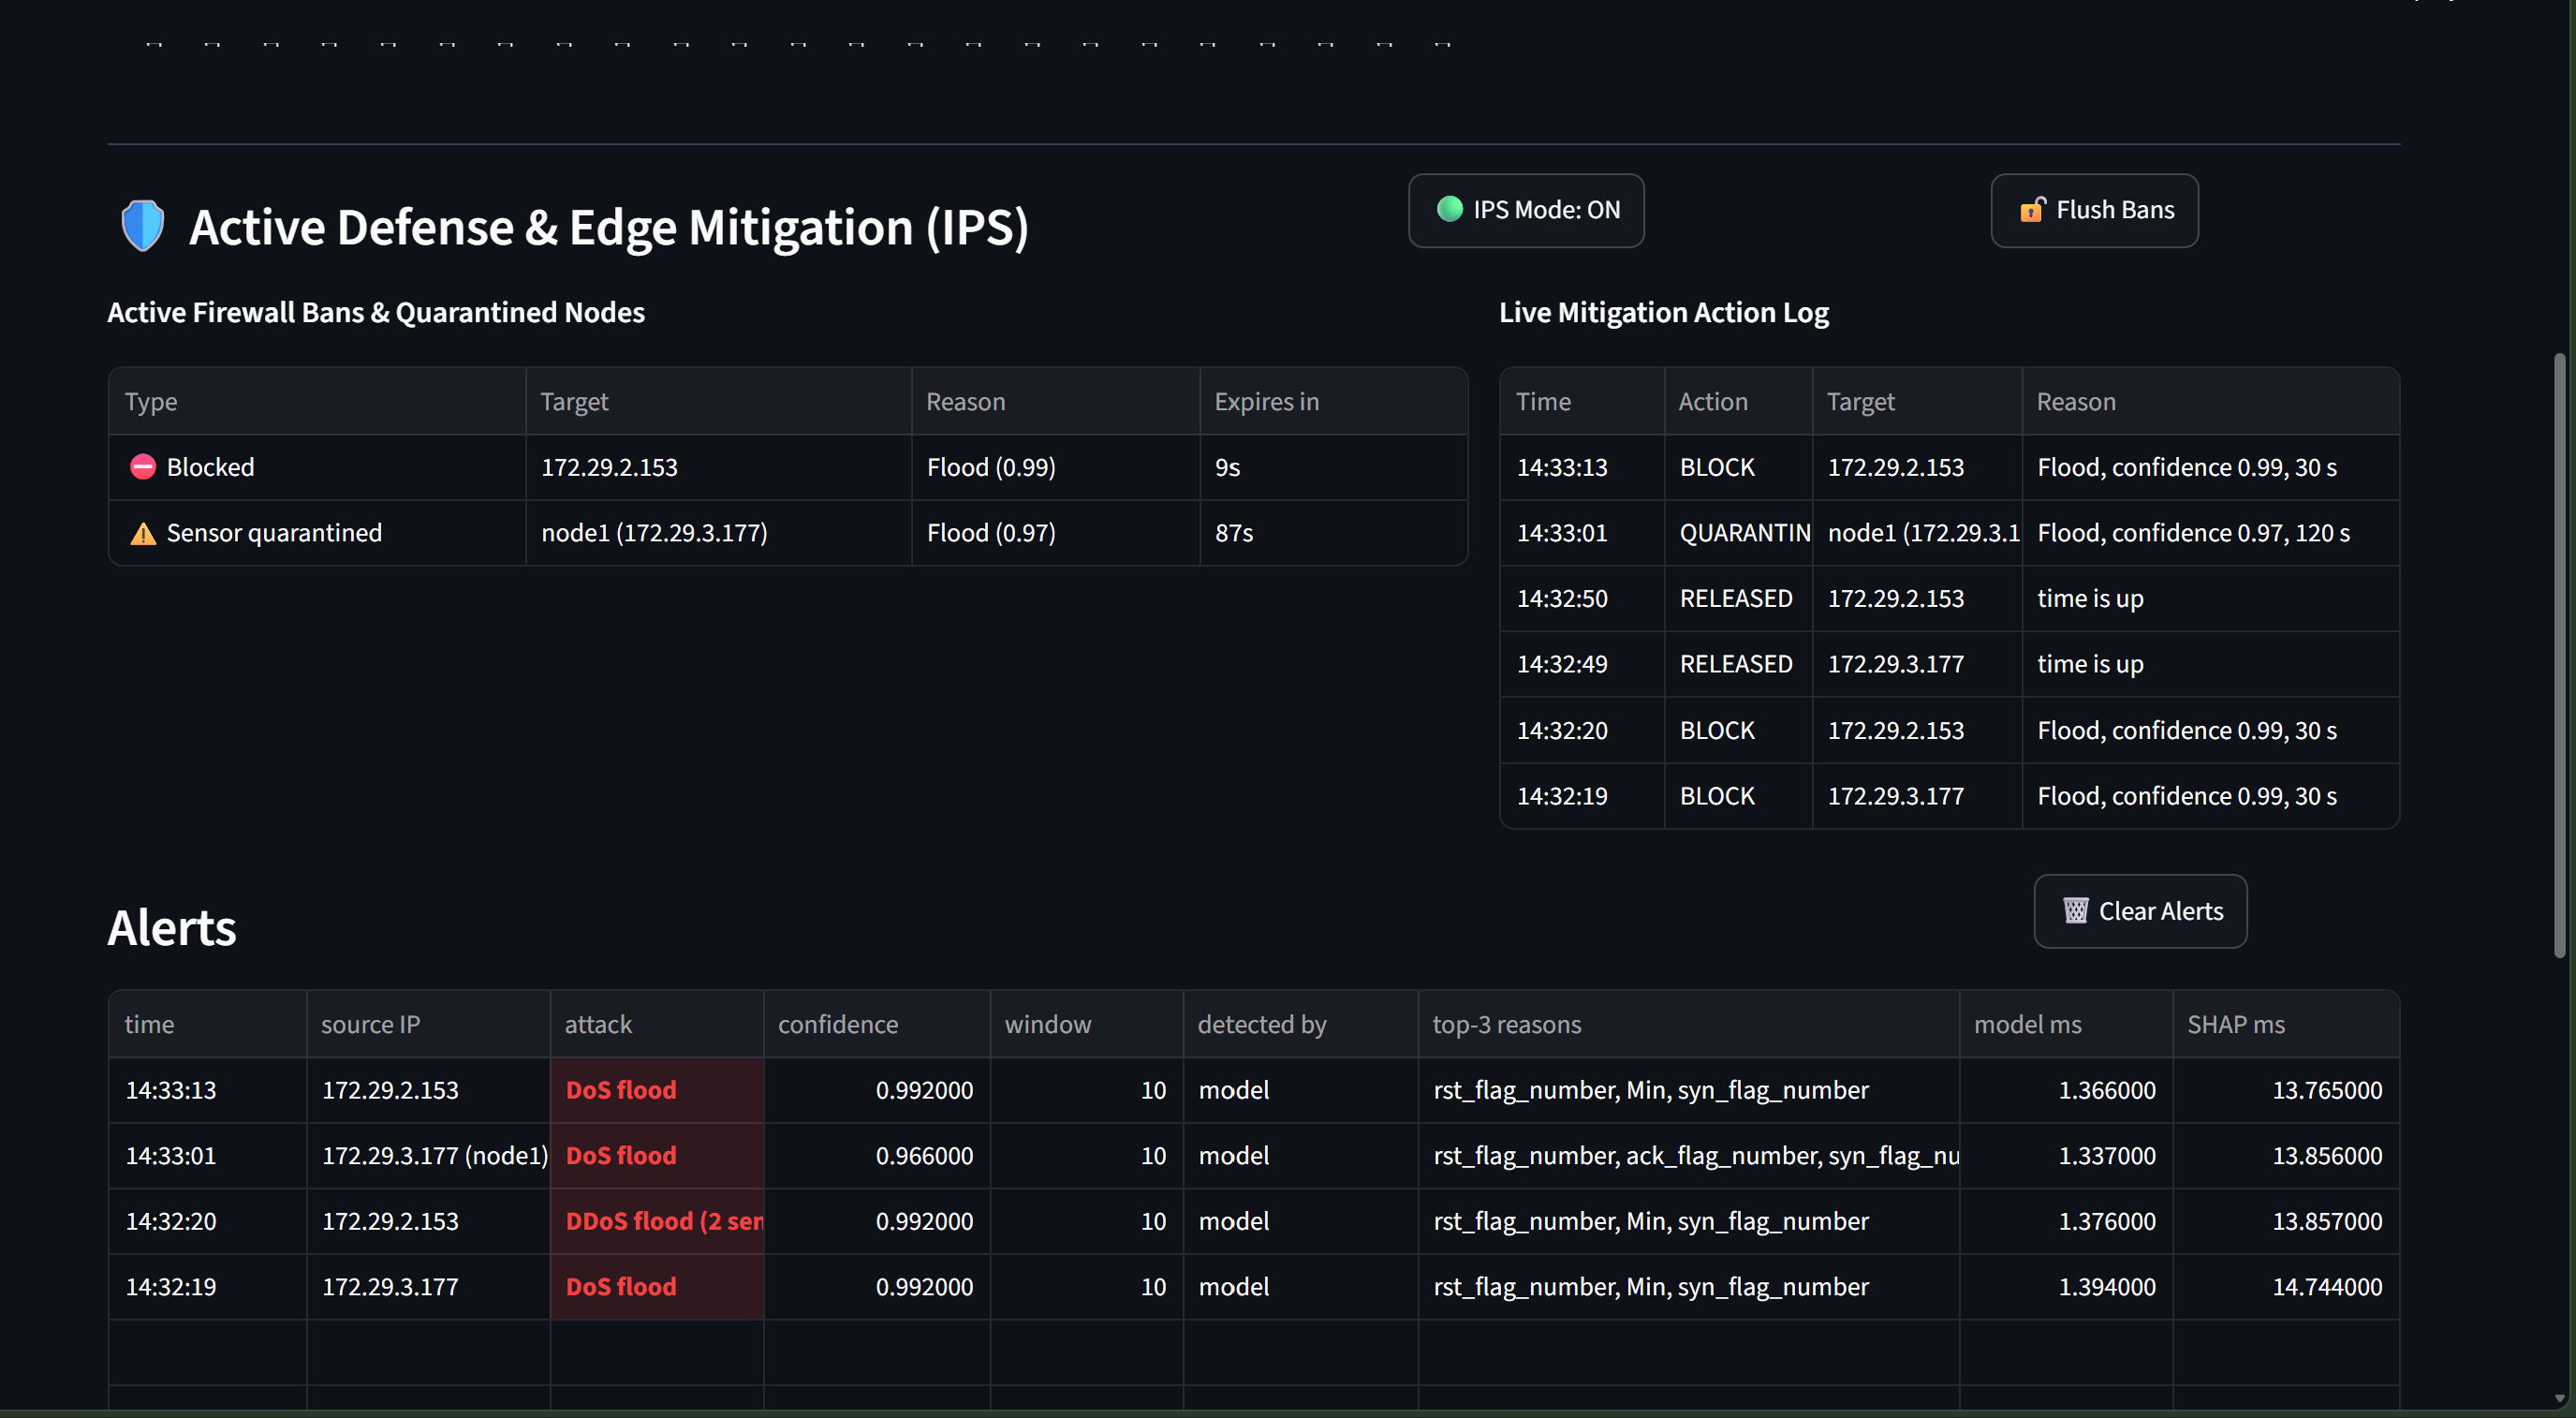 Active Defense & Edge Mitigation (IPS)
IPS Mode: ON
Flush Bans
Active Firewall Bans & Quarantined Nodes
Type Target Reason Expires in
Blocked 172.29.2.153 Flood (0.99) 9s
Sensor quarantined node1 (172.29.3.177) Flood (0.97) 87s
Live Mitigation Action Log
Time Action Target Reason
14:33:13 BLOCK 172.29.2.153 Flood, confidence 0.99, 30 s
14:33:01 QUARANTIN node1 (172.29.3.1 Flood, confidence 0.97, 120 s
14:32:50 RELEASED 172.29.2.153 time is up
14:32:49 RELEASED 172.29.3.177 time is up
14:32:20 BLOCK 172.29.2.153 Flood, confidence 0.99, 30 s
14:32:19 BLOCK 172.29.3.177 Flood, confidence 0.99, 30 s
Alerts
Clear Alerts
time source IP attack confidence window detected by top-3 reasons model ms SHAP ms
14:33:13 172.29.2.153 DoS flood 0.992000 10 model rst_flag_number, Min, syn_flag_number 1.366000 13.765000
14:33:01 172.29.3.177 (node1) DoS flood 0.966000 10 model rst_flag_number, ack_flag_number, syn_flag_nu 1.337000 13.856000
14:32:20 172.29.2.153 DDoS flood (2 sen 0.992000 10 model rst_flag_number, Min, syn_flag_number 1.376000 13.857000
14:32:19 172.29.3.177 DoS flood 0.992000 10 model rst_flag_number, Min, syn_flag_number 1.394000 14.744000